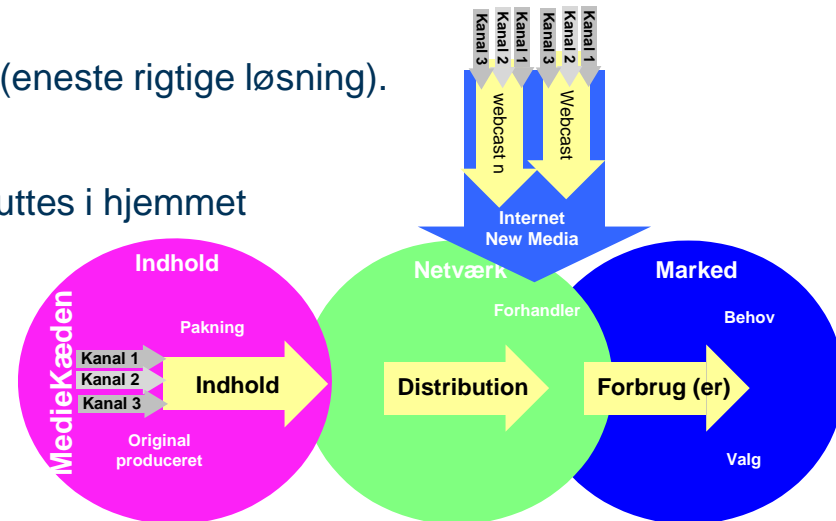 Kanal 3
Kanal 2
Kanal 1
Kanal 3
Kanal 2
Kanal 1
(eneste rigtige løsning).
webcast n
Webcast
uttes i hjemmet
Internet
New Media
Indhold
Netværk
Marked
Forhandler
Behov
Pakning
MedieKæden
Kanal 1
Kanal 2
Kanal 3
Indhold
Distribution
Forbrug (er)
Original
produceret
Valg